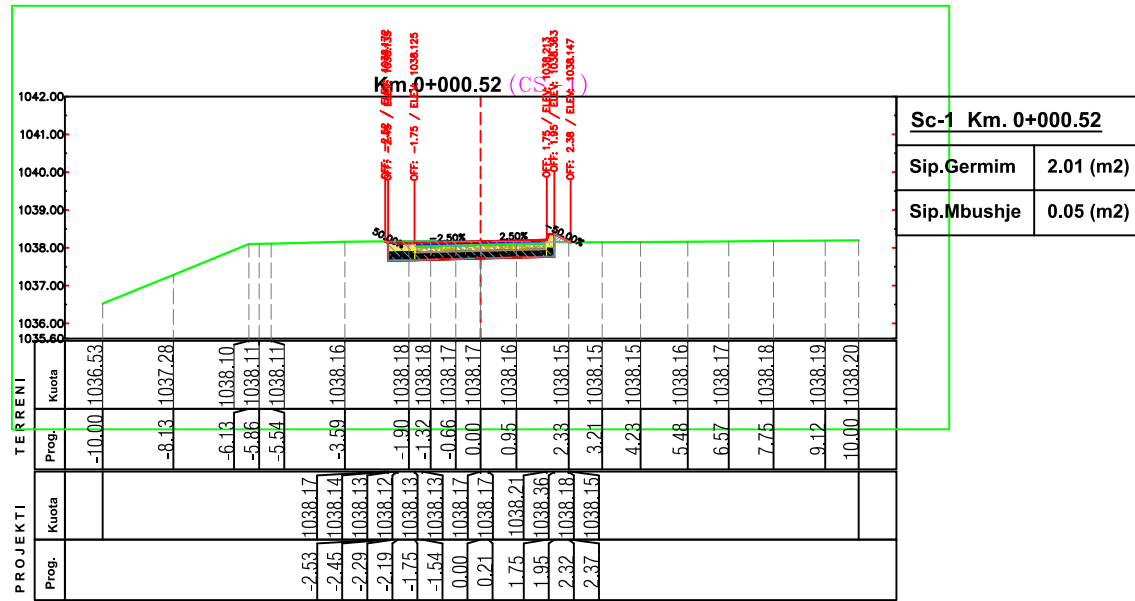 OFF: -1.75 / ELEV: 1038.125
OFF: 1.75 / ELEV: 1038.213
OFF: 1.95 / ELEV: 1038.363
OFF: 2.38 / ELEV: 1038.147
Km.0+000.52
1042.00
1041.00
1040.00
1039.00
1038.00
1037.00
1036.00
1035.60
50.00% -2.50% 2.50% -50.00%
Sc-1 Km. 0+000.52
Sip.Germim 2.01 (m2)
Sip.Mbushje 0.05 (m2)
TERRENI
Kuota 1036.53 1037.28 1038.10 1038.11 1038.11 1038.16 1038.18 1038.18 1038.17 1038.17 1038.16 1038.15 1038.15 1038.15 1038.16 1038.17 1038.18 1038.19 1038.20
Prog. -10.00 -8.13 -6.13 -5.86 -5.54 -3.59 -1.90 -1.32 -0.66 0.00 0.95 2.33 3.21 4.23 5.48 6.57 7.75 9.12 10.00
PROJEKTI
Kuota 1038.17 1038.14 1038.13 1038.12 1038.13 1038.13 1038.17 1038.17 1038.21 1038.36 1038.18 1038.15
Prog. -2.53 -2.45 -2.29 -2.19 -1.75 -1.54 0.00 0.21 1.75 1.95 2.32 2.37